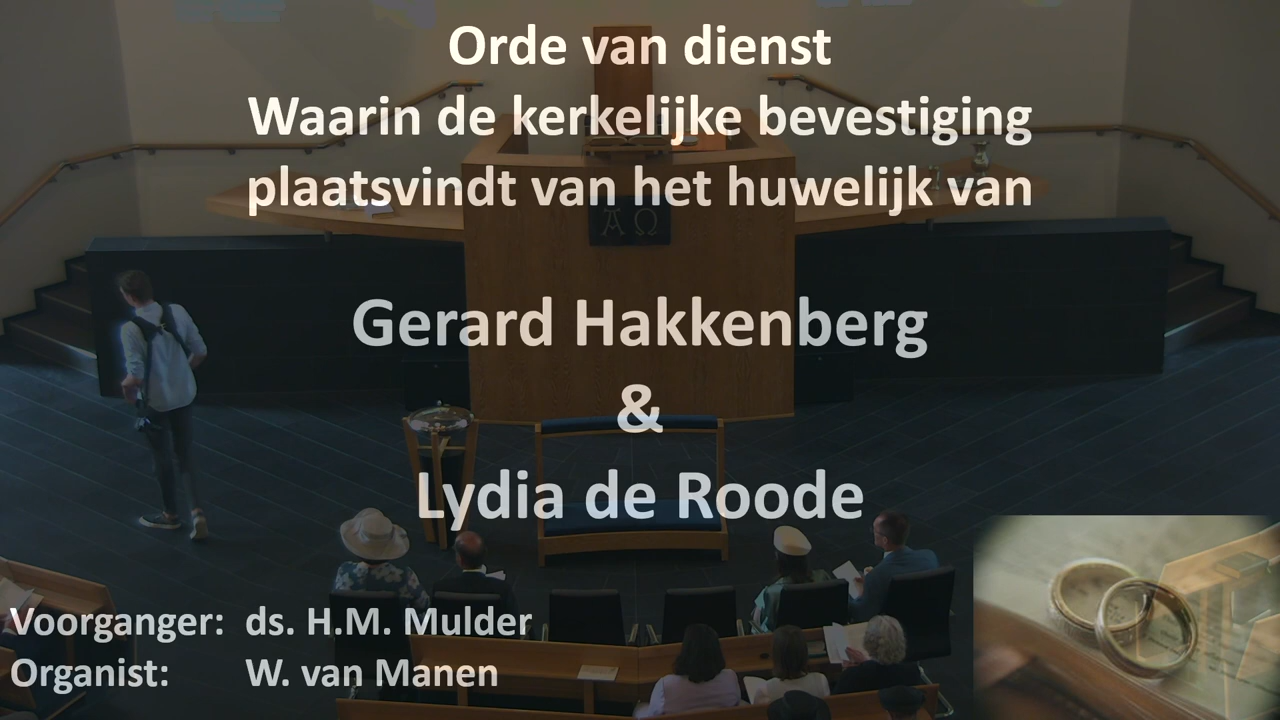 Orde van dienst
Waarin de kerkelijke bevestiging
plaatsvindt van het huwelijk van
ΑΩ
Gerard Hakkenberg
&
Lydia de Roode
Voorganger: ds. H.M. Mulder
Organist: W. van Manen